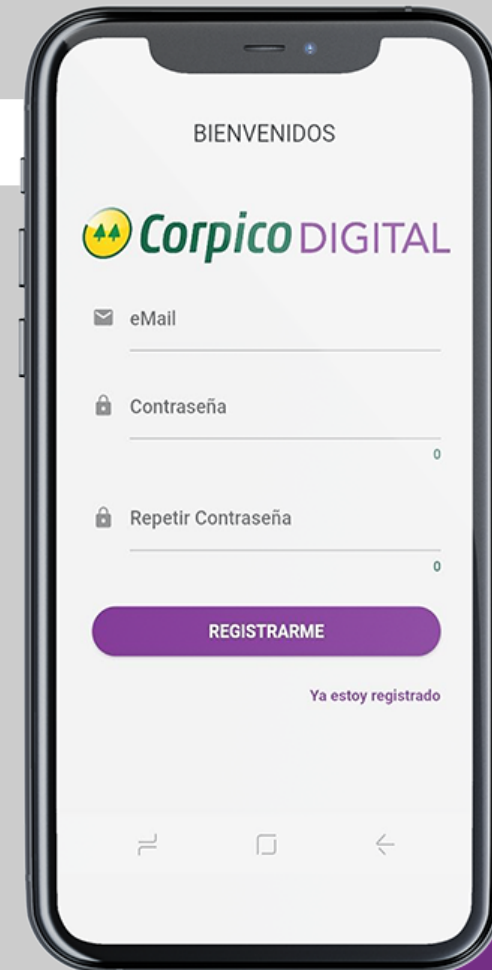 BIENVENIDOS
Corpico DIGITAL
eMail
Contraseña
0
Repetir Contraseña
0
REGISTRARME
Ya estoy registrado